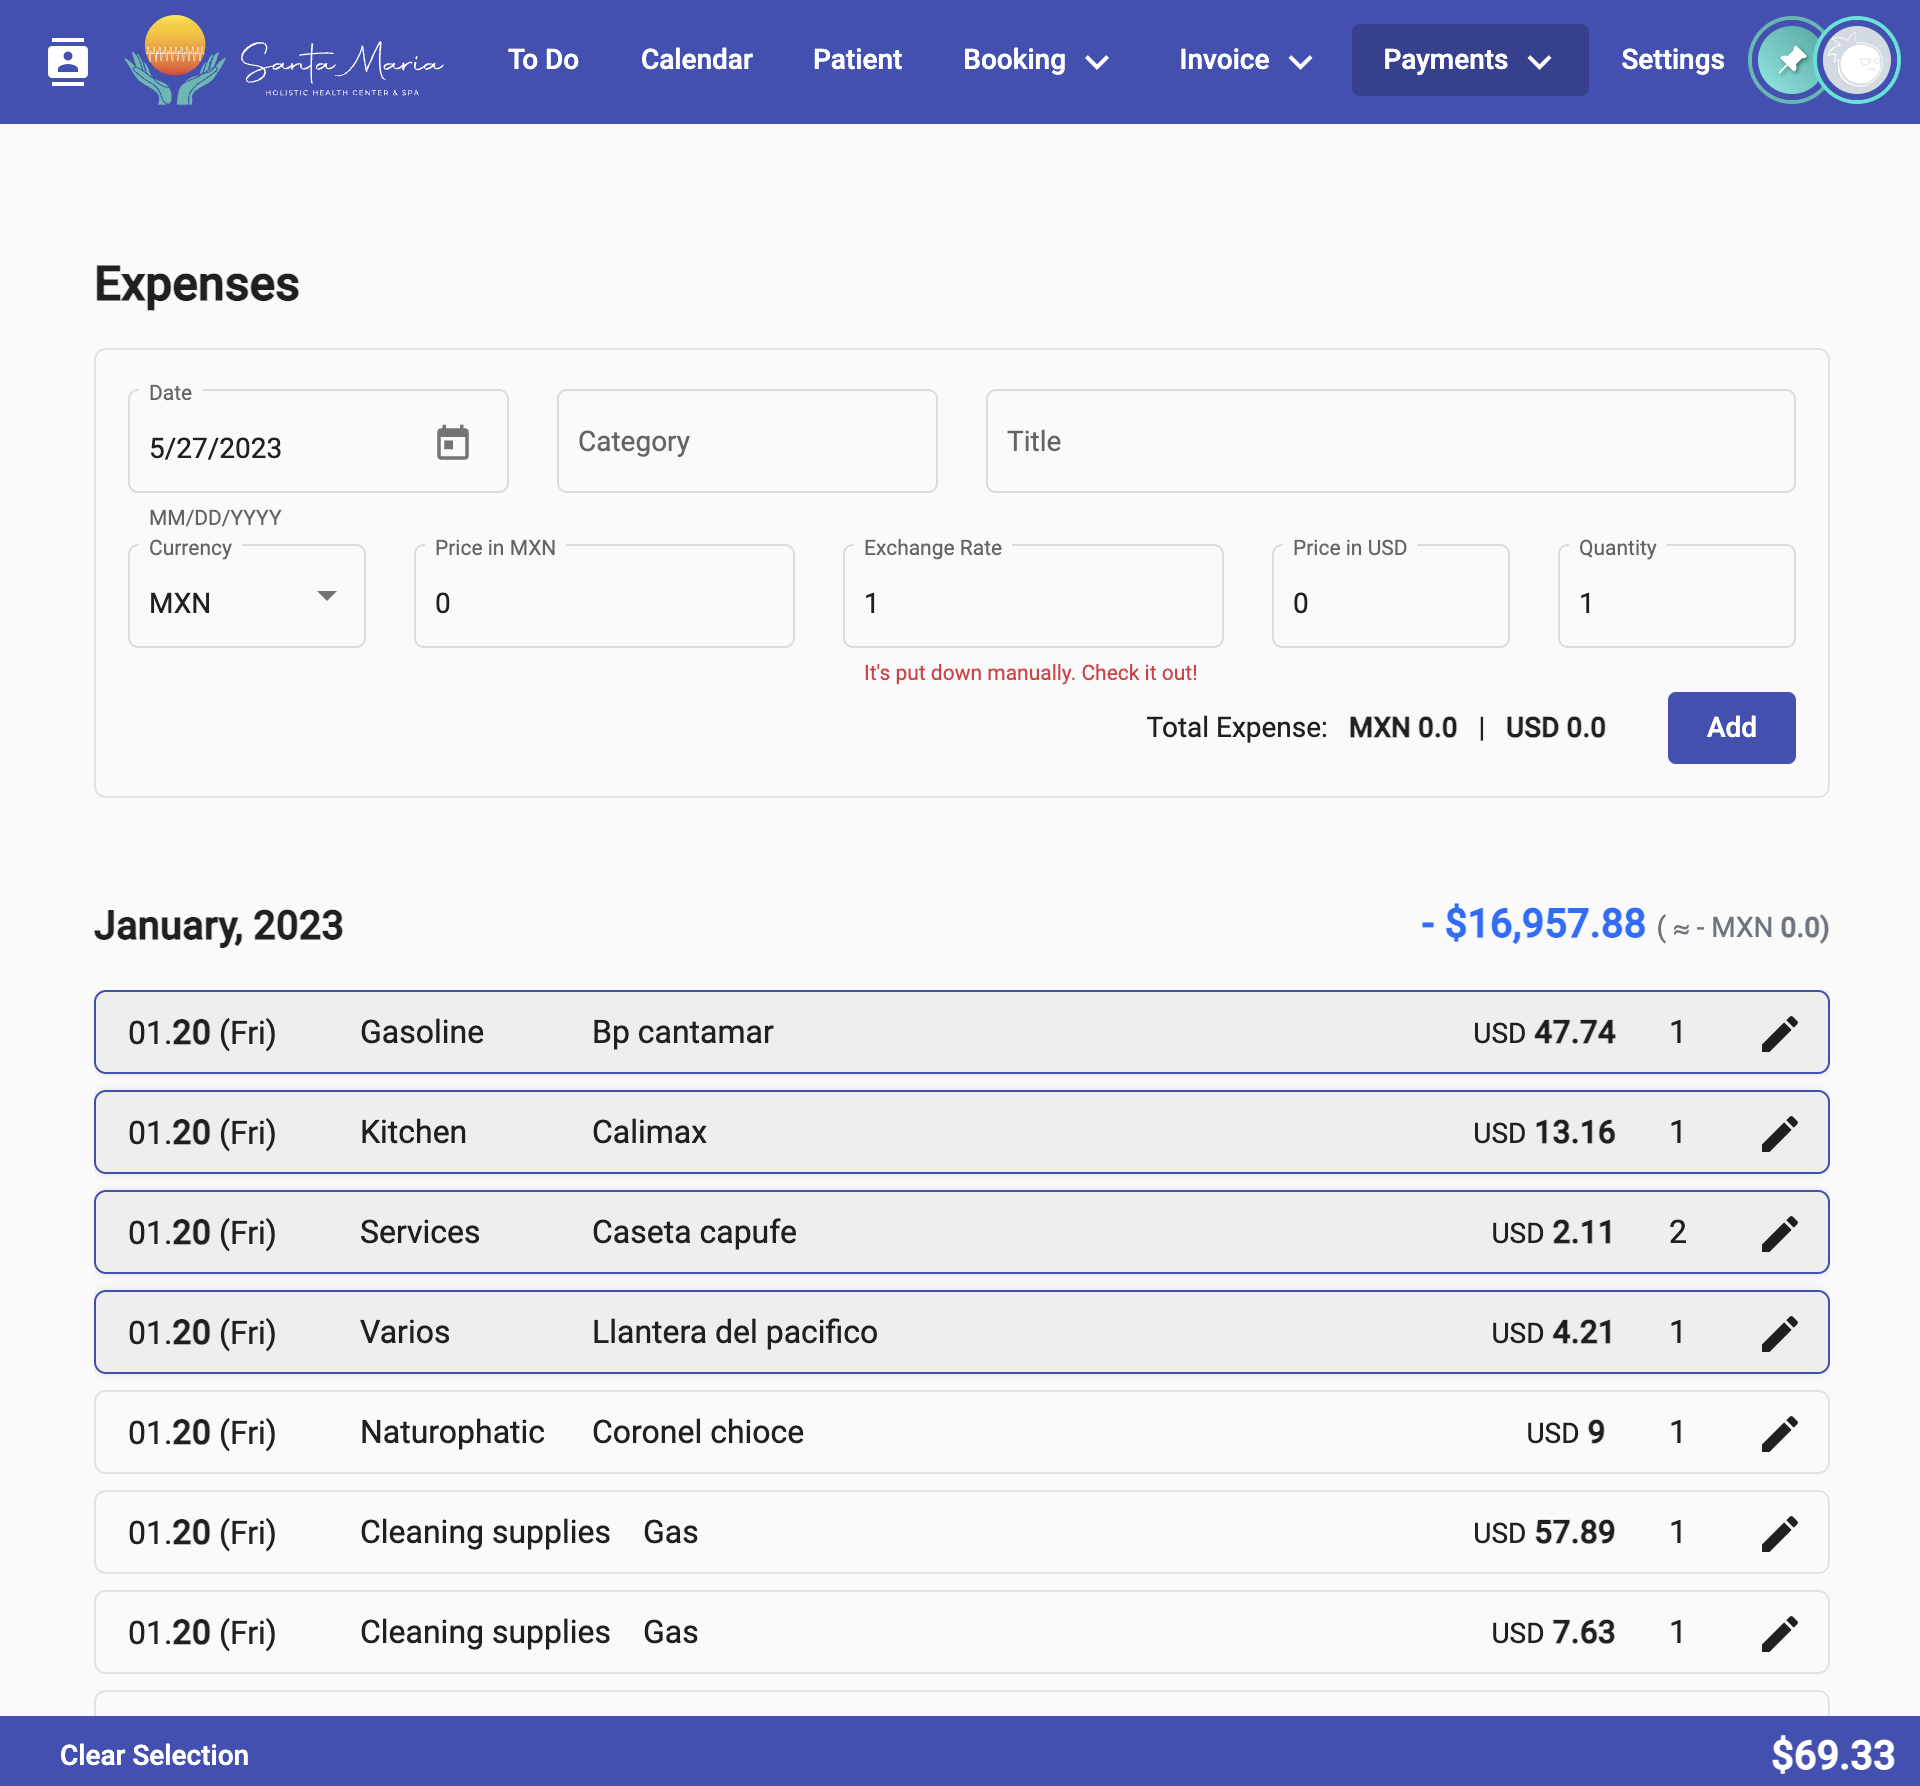 Santa Maria
HOLISTIC HEALTH CENTER & SPA
To Do Calendar Patient Booking Invoice Payments Settings
Expenses
Date
5/27/2023
Category
Title
MM/DD/YYYY
Currency Price in MXN Exchange Rate Price in USD Quantity
MXN 0 1 0 1
It's put down manually. Check it out!
Total Expense: MXN 0.0 | USD 0.0
Add
January, 2023
- $16,957.88 ( ≈ - MXN 0.0)
01.20 (Fri) Gasoline Bp cantamar USD 47.74 1
01.20 (Fri) Kitchen Calimax USD 13.16 1
01.20 (Fri) Services Caseta capufe USD 2.11 2
01.20 (Fri) Varios Llantera del pacifico USD 4.21 1
01.20 (Fri) Naturophatic Coronel chioce USD 9 1
01.20 (Fri) Cleaning supplies Gas USD 57.89 1
01.20 (Fri) Cleaning supplies Gas USD 7.63 1
Clear Selection $69.33